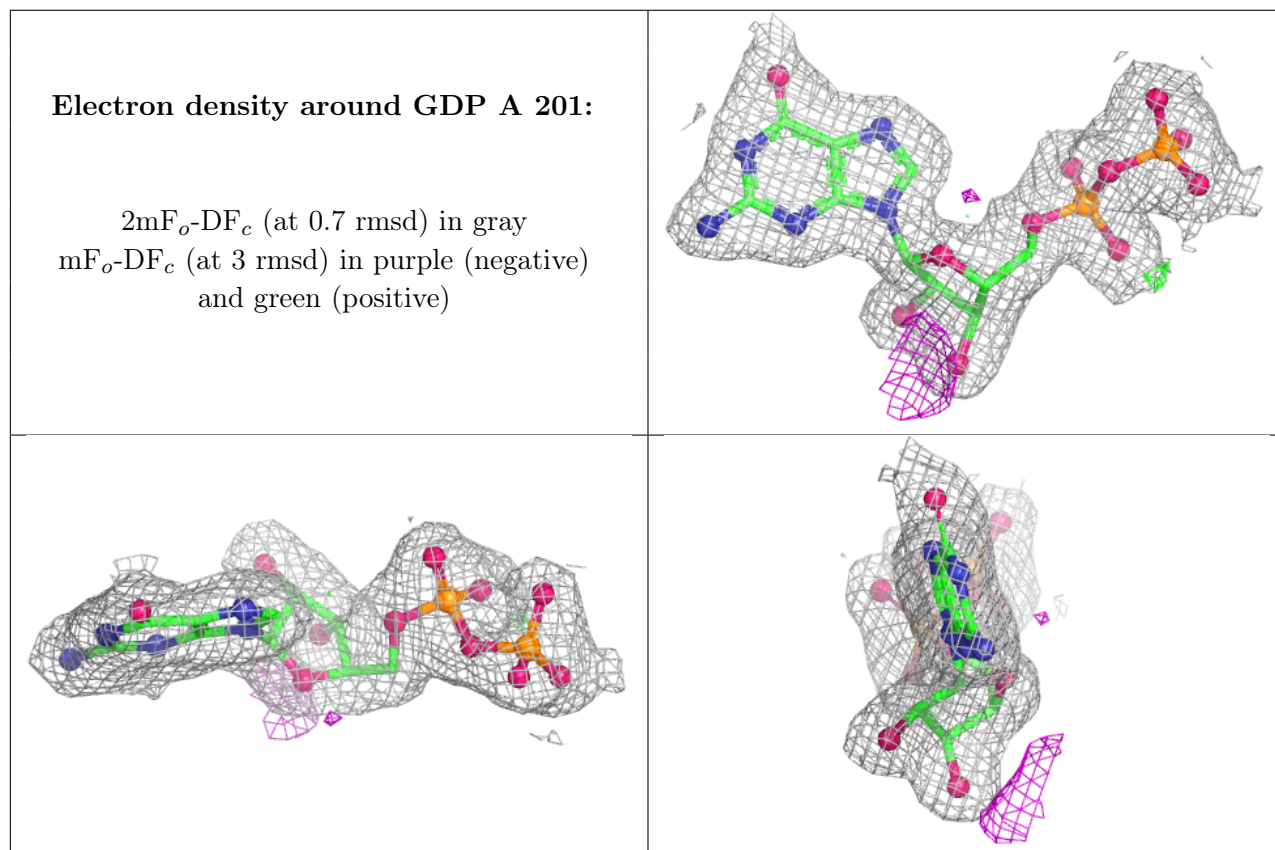 Electron density around GDP A 201:
2mFₒ-DF𝒸 (at 0.7 rmsd) in gray
mFₒ-DF𝒸 (at 3 rmsd) in purple (negative)
and green (positive)